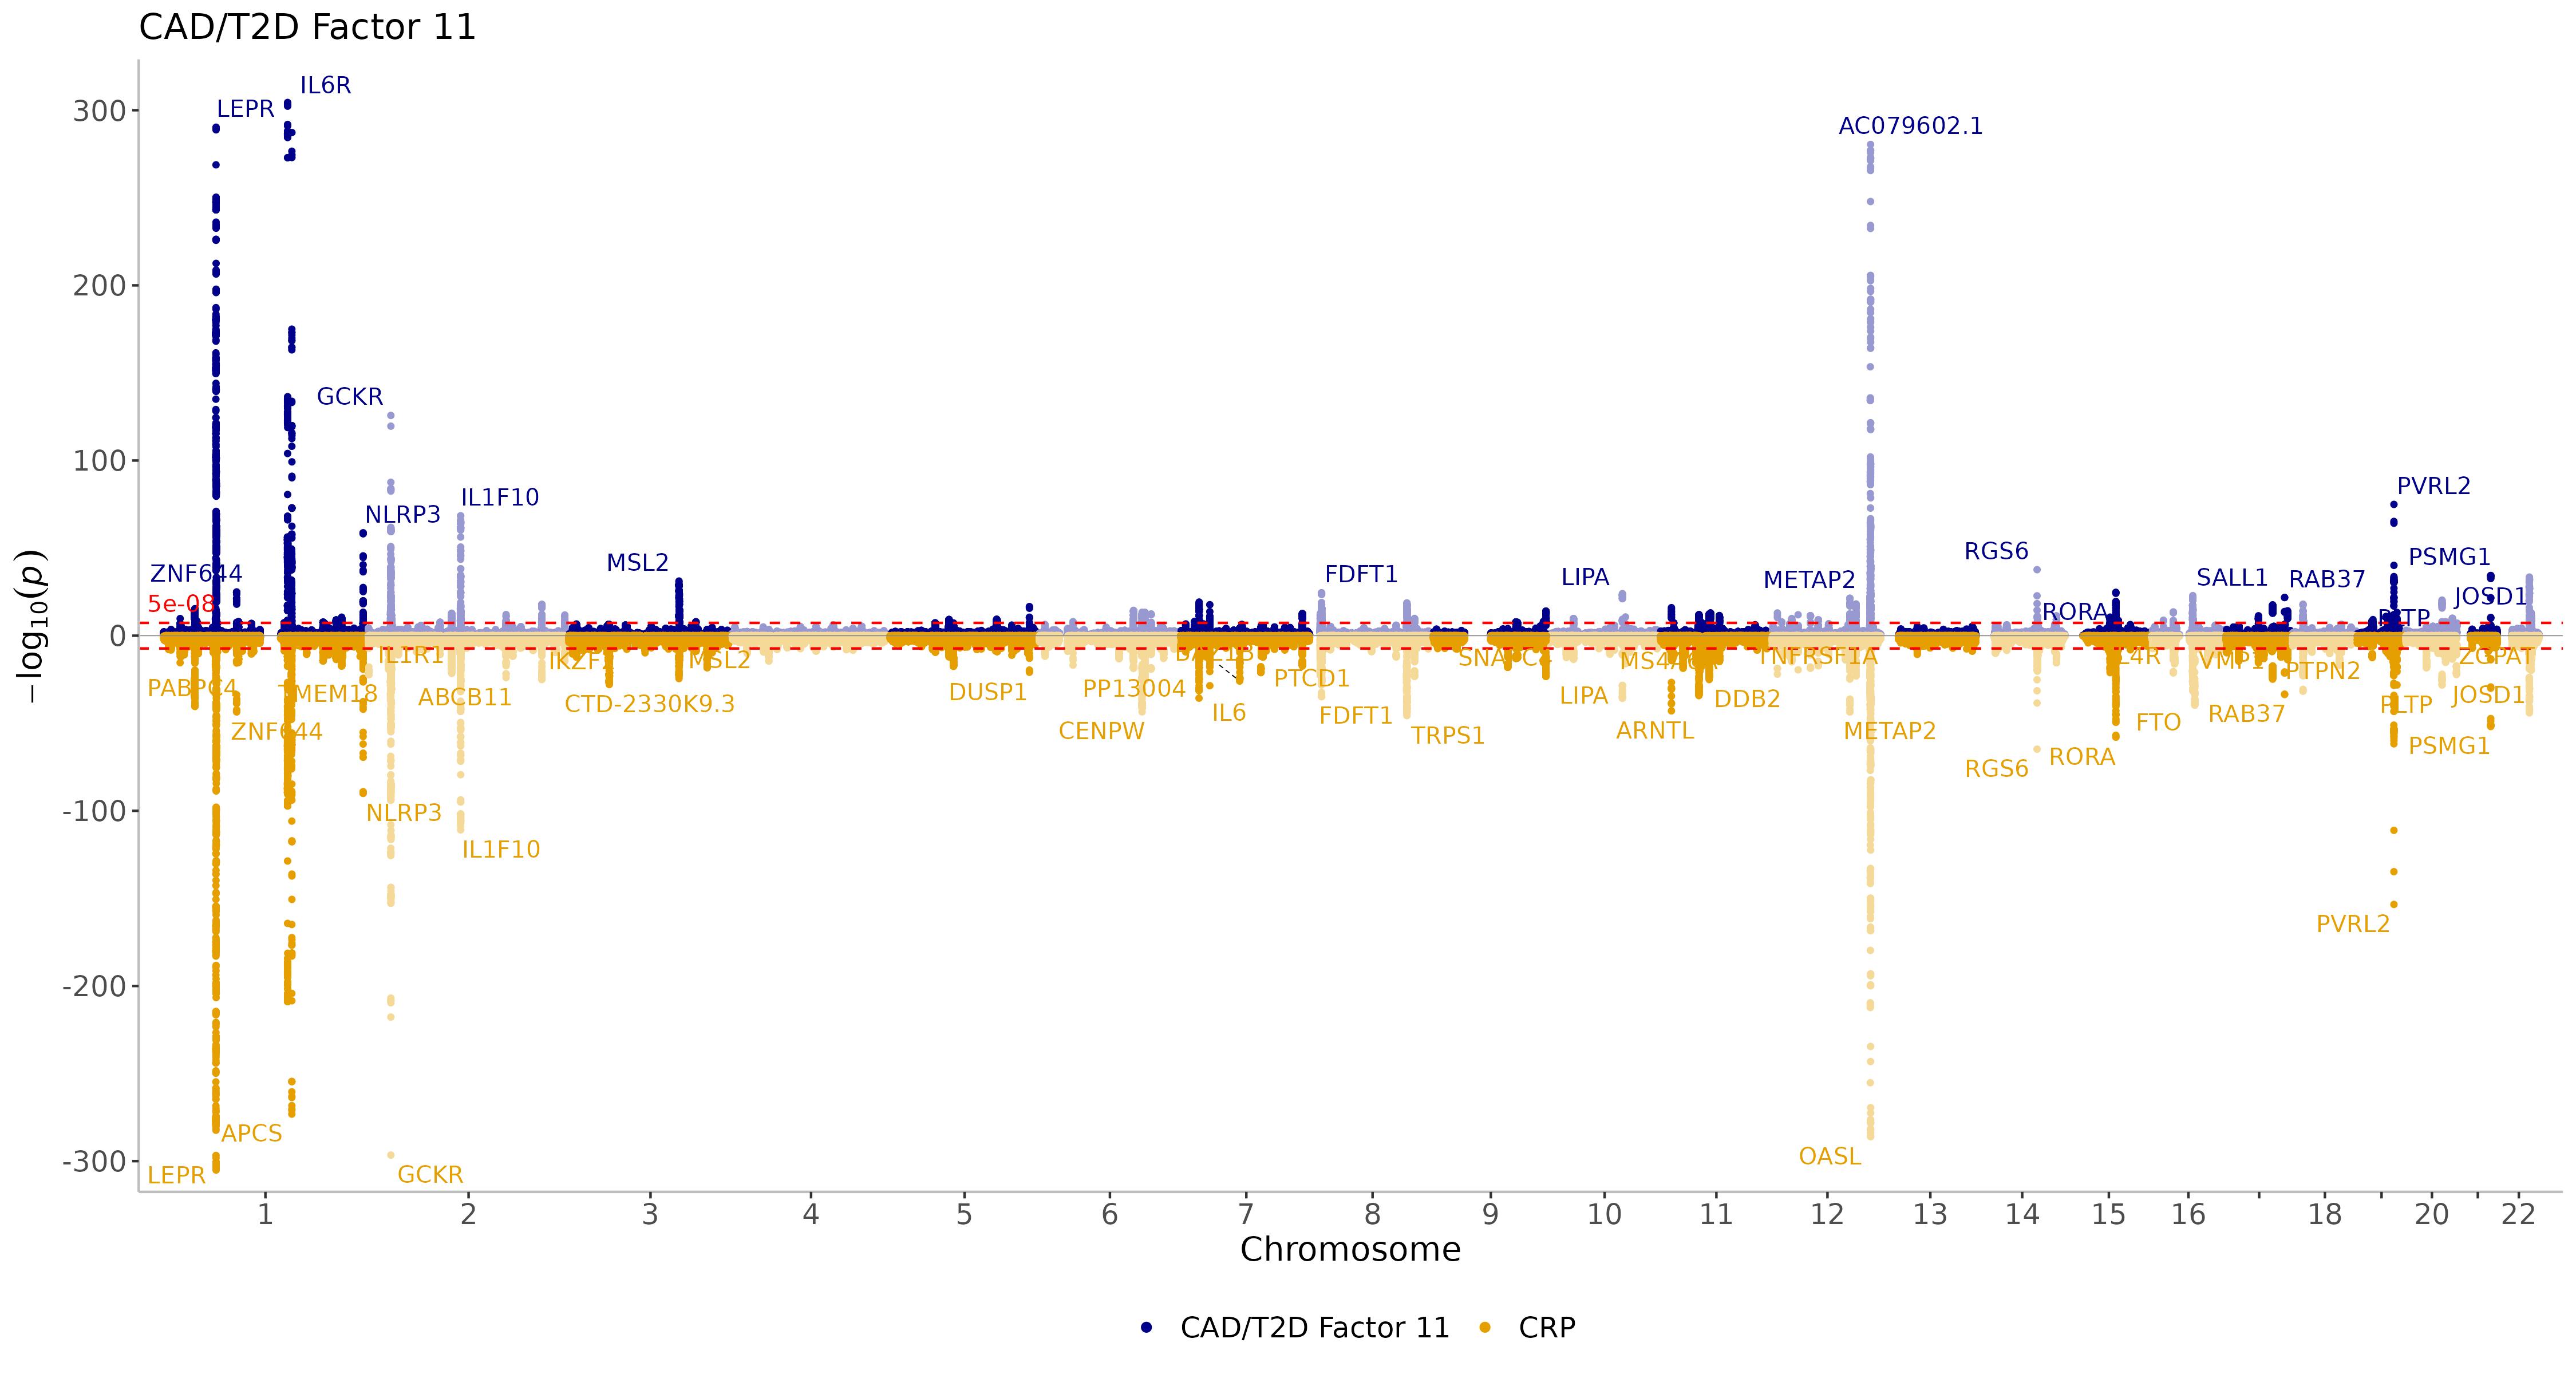 CAD/T2D Factor 11
IL6R
LEPR
300
AC079602.1
200
GCKR
100
IL1F10
PVRL2
NLRP3
MSL2
RGS6
PSMG1
ZNF644
FDFT1
LIPA
METAP2
SALL1
RAB37
5e-08
JOSD1
RORA
PLTP
0
−log10(p)
IL1R1
MSL2
TNFRSF1A
PABPC4
TMEM18
ABCB11
CTD-2330K9.3
DUSP1
PP13004
PTCD1
PTPN2
LIPA
DDB2
JOSD1
PLTP
ZNF644
CENPW
IL6
FDFT1
TRPS1
ARNTL
METAP2
FTO
RAB37
PSMG1
RGS6
RORA
-100
NLRP3
IL1F10
PVRL2
-200
APCS
OASL
-300
LEPR
GCKR
1 2 3 4 5 6 7 8 9 10 11 12 13 14 15 16 18 20 22
Chromosome
CAD/T2D Factor 11
CRP